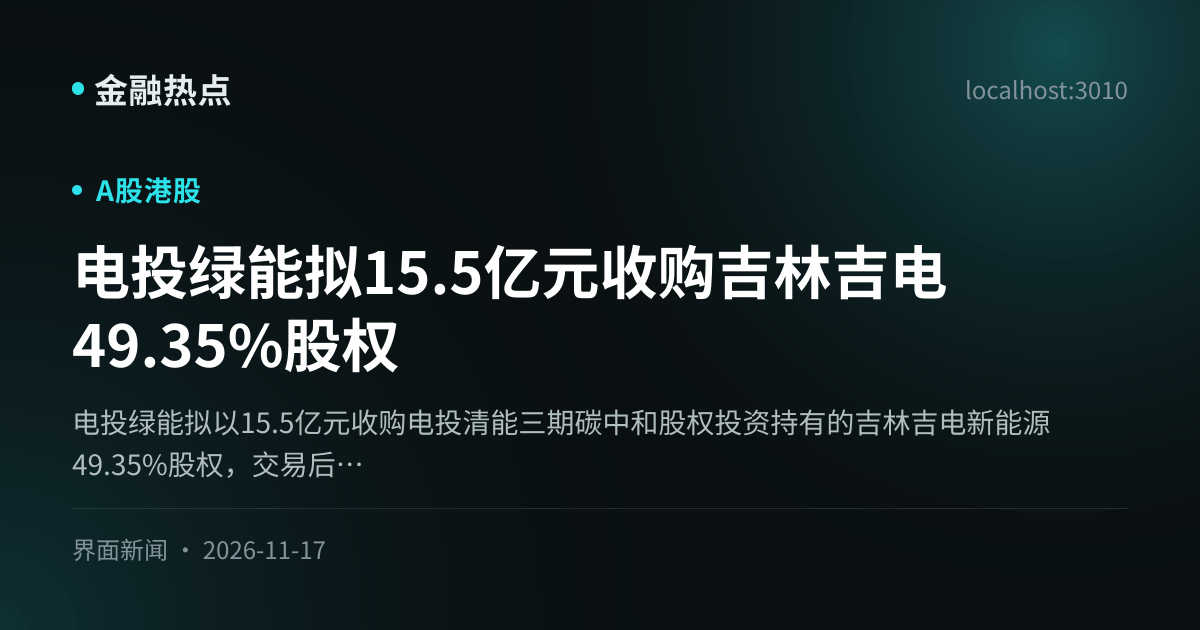 金融热点
localhost:3010
A股港股
电投绿能拟15.5亿元收购吉林吉电
49.35%股权
电投绿能拟以15.5亿元收购电投清能三期碳中和股权投资持有的吉林吉电新能源
49.35%股权，交易后…
界面新闻 · 2026-11-17